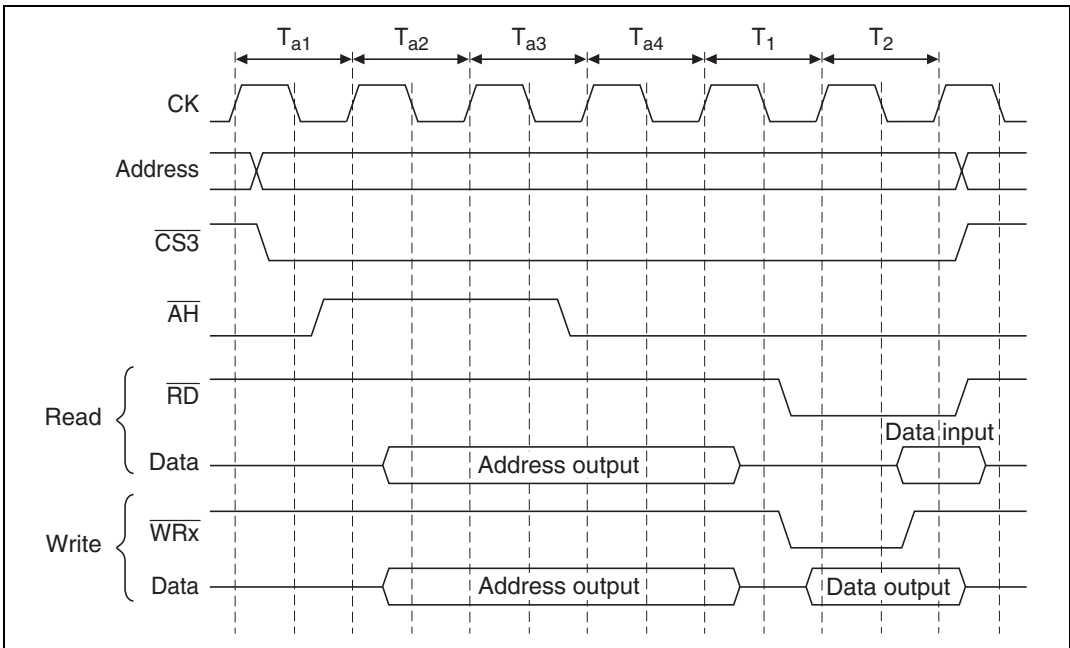 Ta1 Ta2 Ta3 Ta4 T1 T2
CK
Address
CS3
AH
RD
Read
Data input
Data
Address output
WRx
Write
Data
Address output
Data output